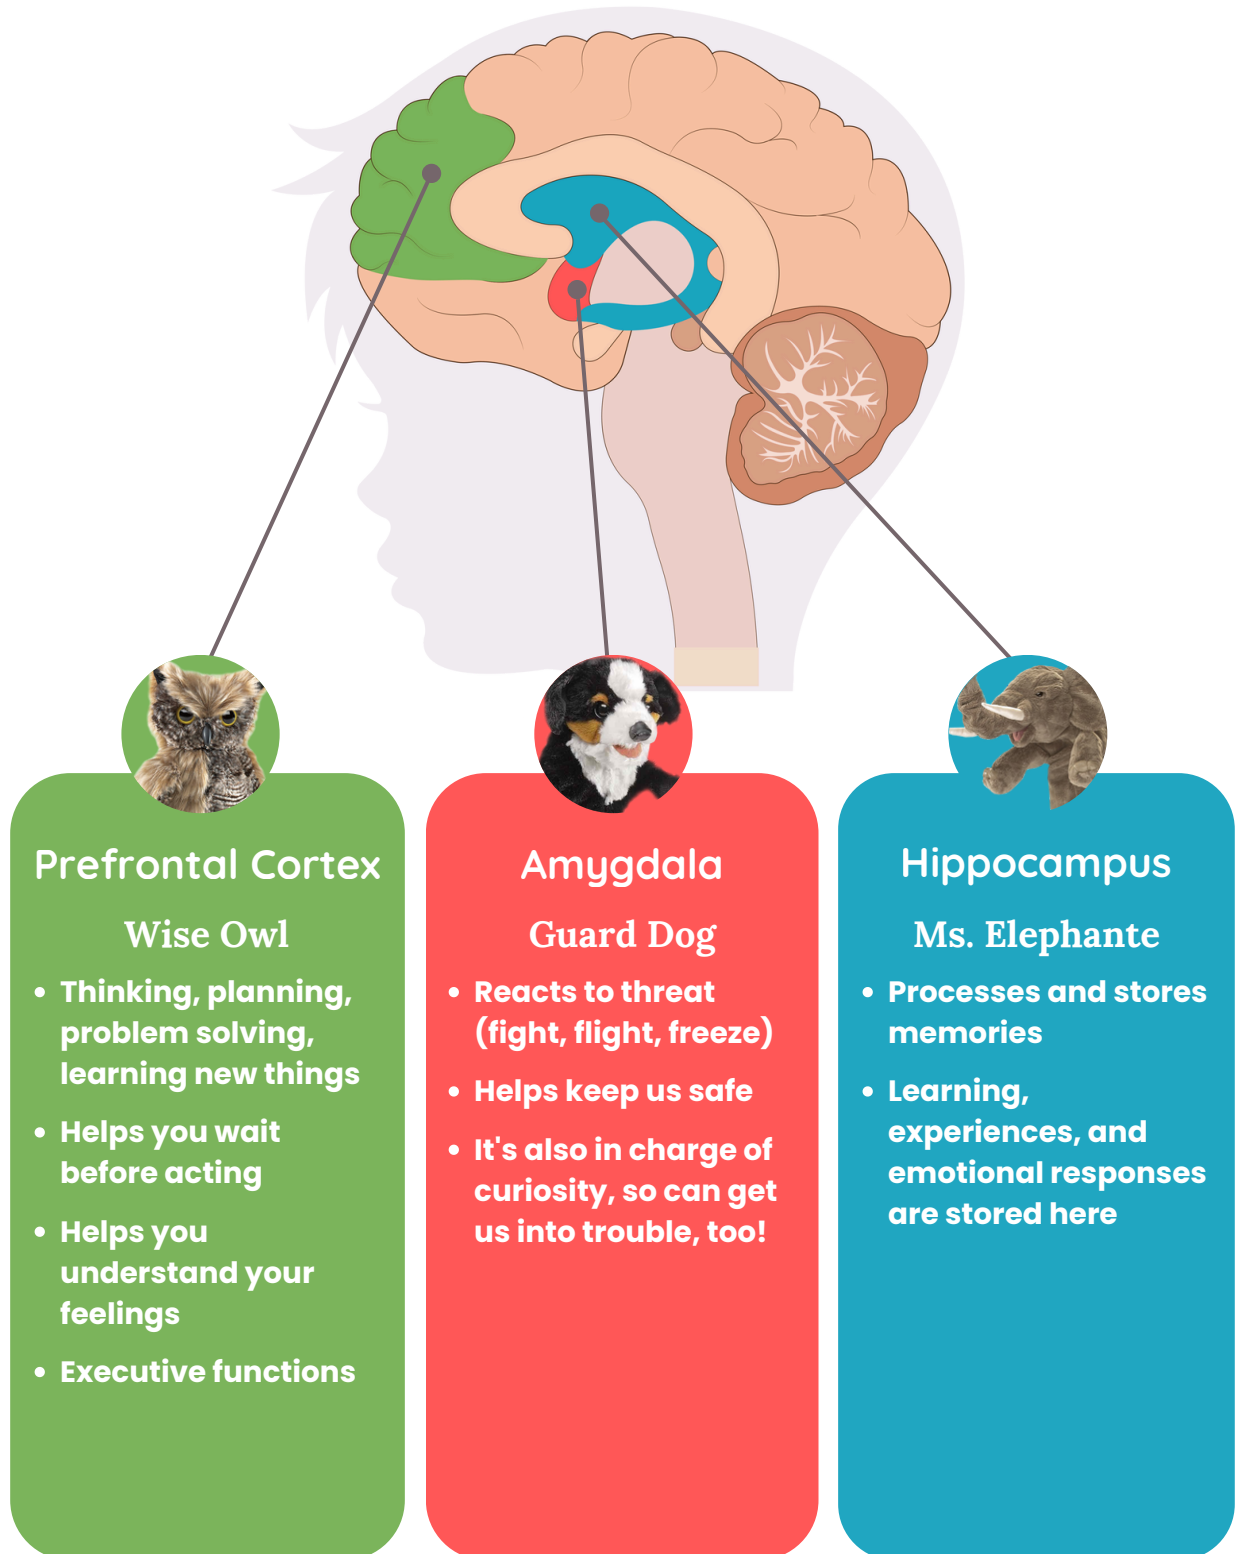 Prefrontal Cortex
Wise Owl
• Thinking, planning,
problem solving,
learning new things
• Helps you wait
before acting
• Helps you
understand your
feelings
• Executive functions
Amygdala
Guard Dog
• Reacts to threat
(fight, flight, freeze)
• Helps keep us safe
• It's also in charge of
curiosity, so can get
us into trouble, too!
Hippocampus
Ms. Elephante
• Processes and stores
memories
• Learning,
experiences, and
emotional responses
are stored here